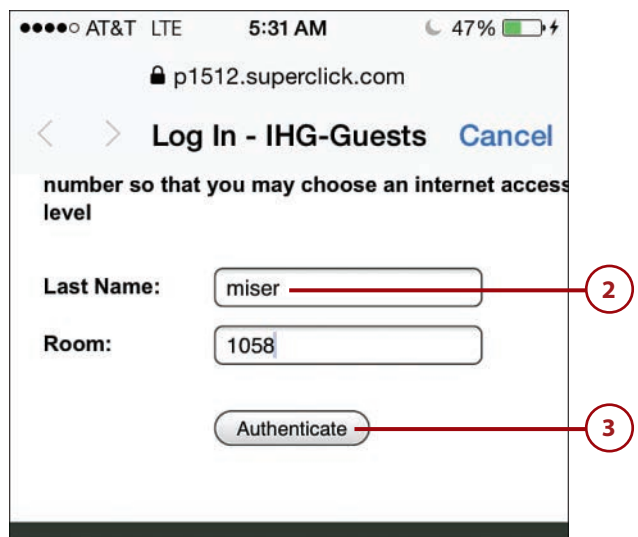 AT&T LTE 5:31 AM 47%
p1512.superclick.com
< > Log In - IHG-Guests Cancel
number so that you may choose an internet access
level
Last Name: miser 2
Room: 1058
Authenticate 3